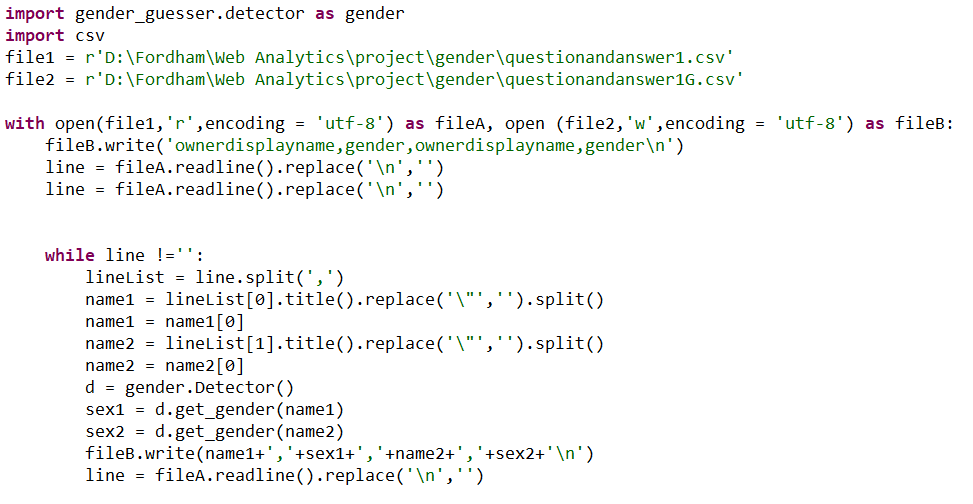 import gender_guesser.detector as gender
import csv
file1 = r'D:\Fordham\Web Analytics\project\gender\questionandanswer1.csv'
file2 = r'D:\Fordham\Web Analytics\project\gender\questionandanswer1G.csv'

with open(file1,'r',encoding = 'utf-8') as fileA, open (file2,'w',encoding = 'utf-8') as fileB:
    fileB.write('ownerdisplayname,gender,ownerdisplayname,gender\n')
    line = fileA.readline().replace('\n','')
    line = fileA.readline().replace('\n','')

    while line !='':
        lineList = line.split(',')
        name1 = lineList[0].title().replace('\"','').split()
        name1 = name1[0]
        name2 = lineList[1].title().replace('\"','').split()
        name2 = name2[0]
        d = gender.Detector()
        sex1 = d.get_gender(name1)
        sex2 = d.get_gender(name2)
        fileB.write(name1+','+sex1+','+name2+','+sex2+'\n')
        line = fileA.readline().replace('\n','')